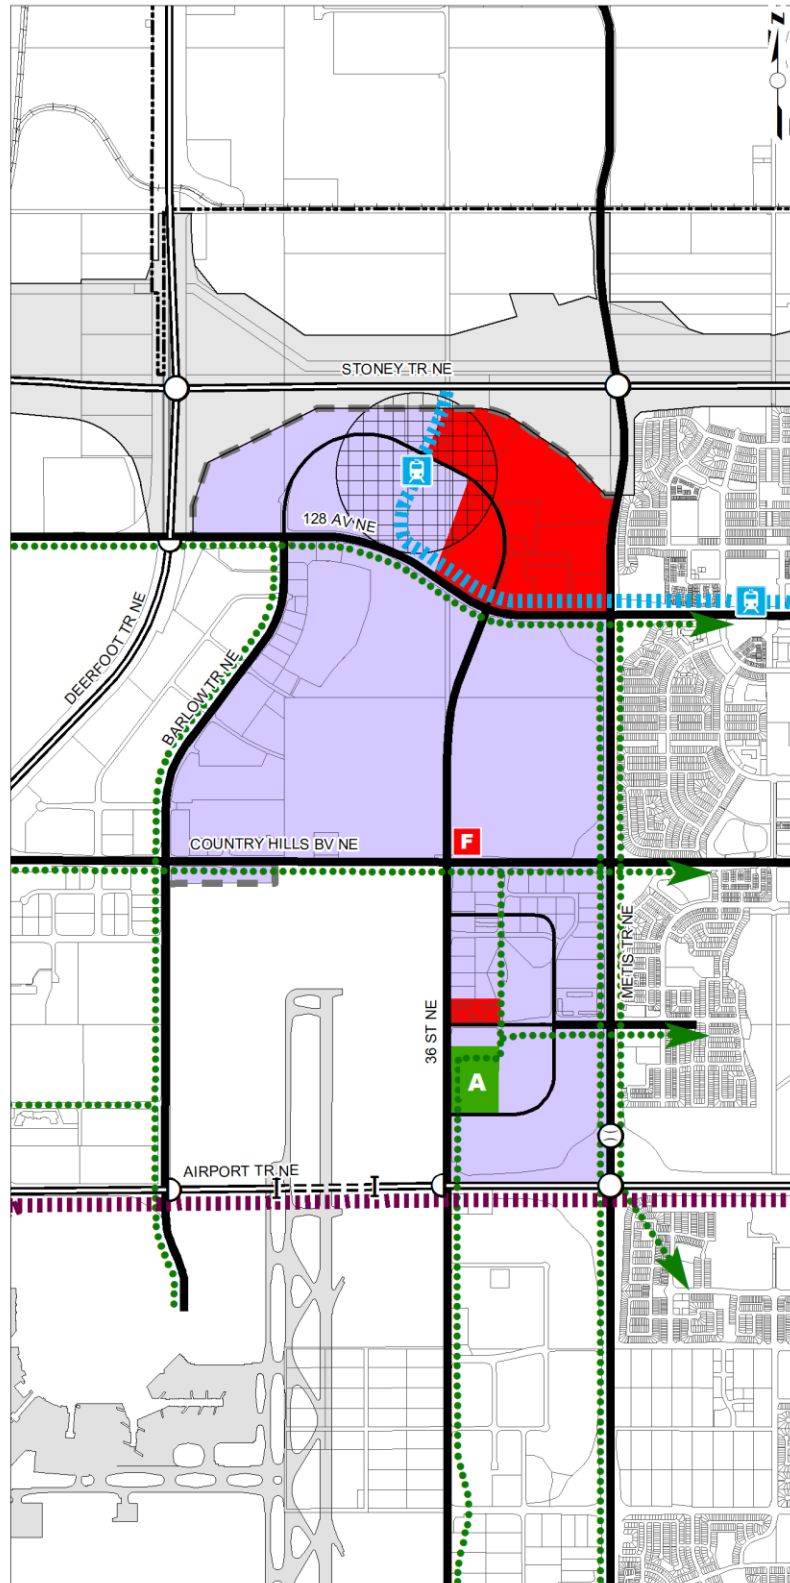 STONEY TR NE
128 AV NE
DEERFOOT TR NE
BARLOW TR NE
F
COUNTRY HILLS BV NE
METIS TR NE
36 ST NE
A
AIRPORT TR NE